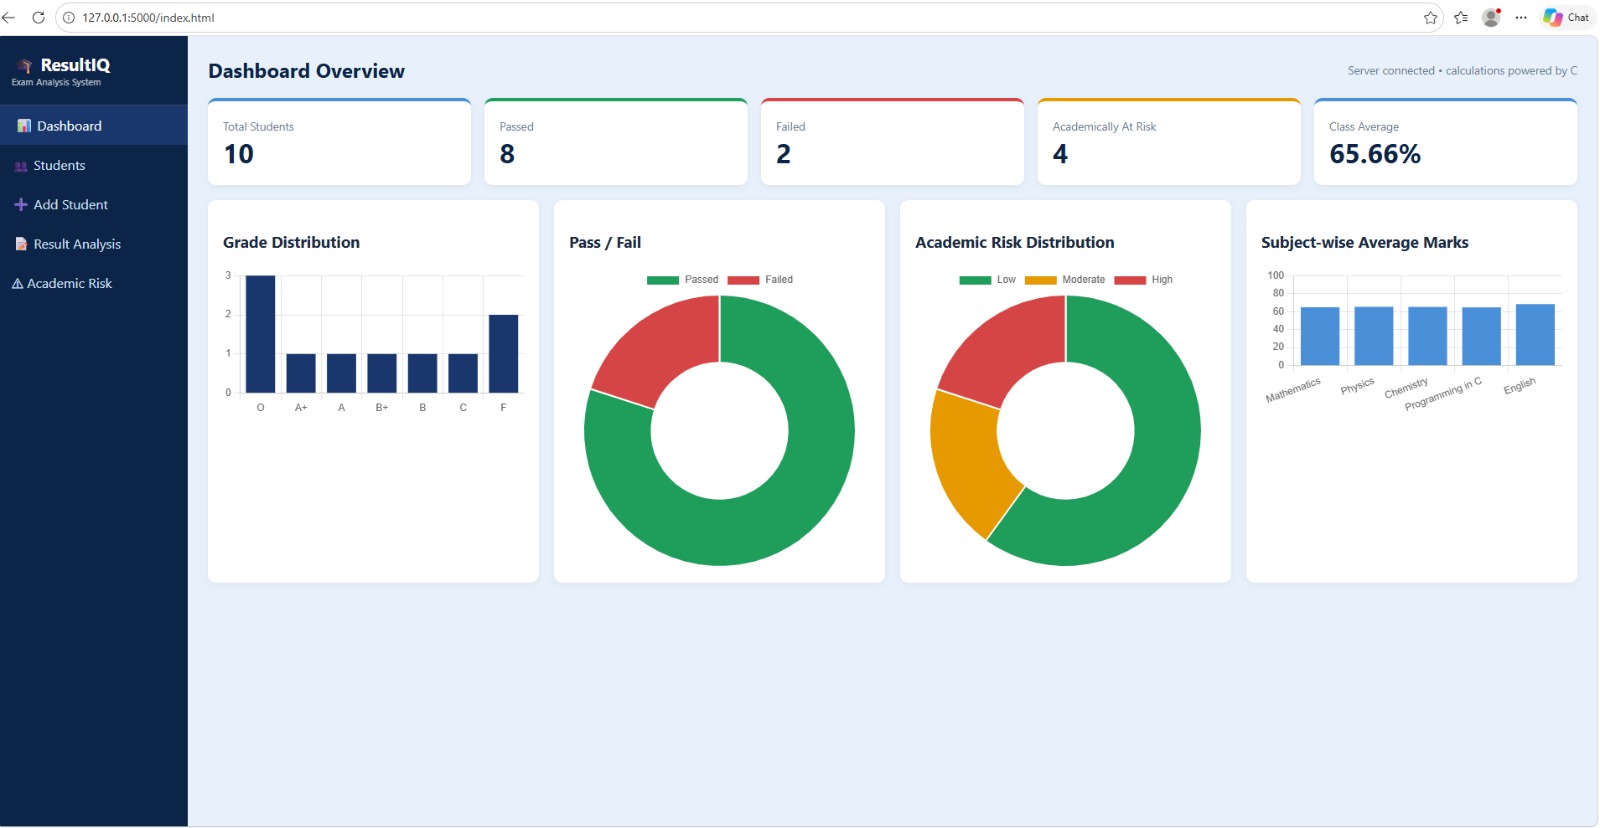 127.0.0.1:5000/index.html
Chat
ResultIQ
Exam Analysis System
Dashboard
Students
Add Student
Result Analysis
Academic Risk
Dashboard Overview
Server connected • calculations powered by C
Total Students
10
Passed
8
Failed
2
Academically At Risk
4
Class Average
65.66%
Grade Distribution
3
2
1
0
O A+ A B+ B C F
Pass / Fail
Passed Failed
Academic Risk Distribution
Low Moderate High
Subject-wise Average Marks
100
80
60
40
20
0
Mathematics Physics Chemistry Programming in C English